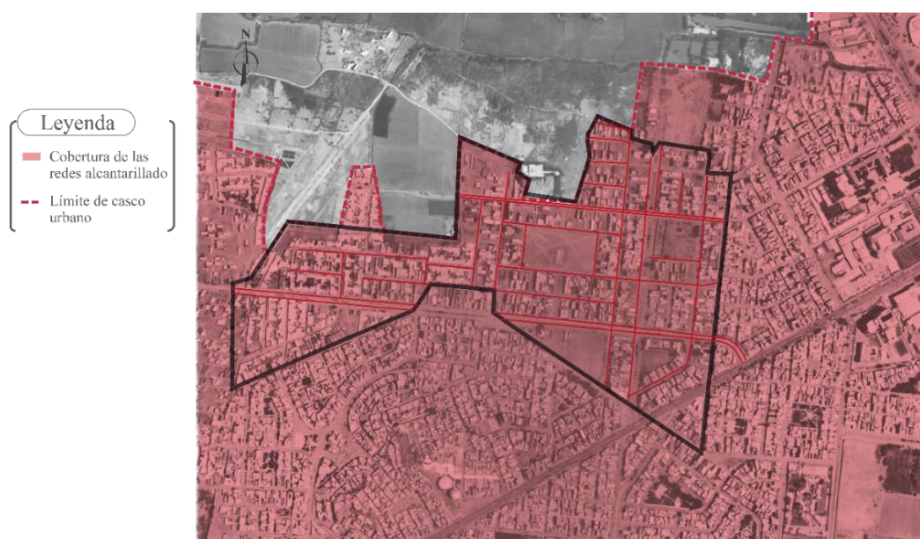 N
Leyenda
Cobertura de las
redes alcantarillado
Límite de casco
urbano